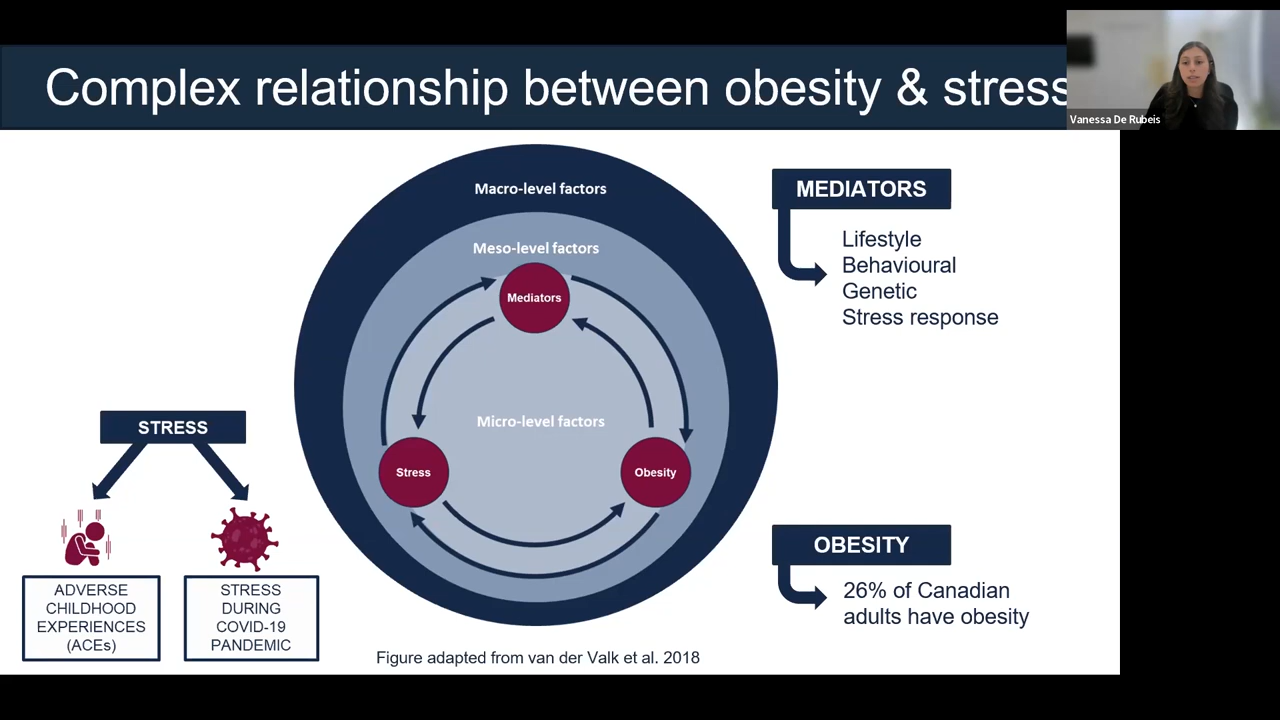 Complex relationship between obesity & stress
Vanessa De Rubeis
Macro-level factors
Meso-level factors
Mediators
Micro-level factors
Stress
Obesity
MEDIATORS
Lifestyle
Behavioural
Genetic
Stress response
STRESS
ADVERSE
CHILDHOOD
EXPERIENCES
(ACEs)
STRESS
DURING
COVID-19
PANDEMIC
OBESITY
26% of Canadian
adults have obesity
Figure adapted from van der Valk et al. 2018